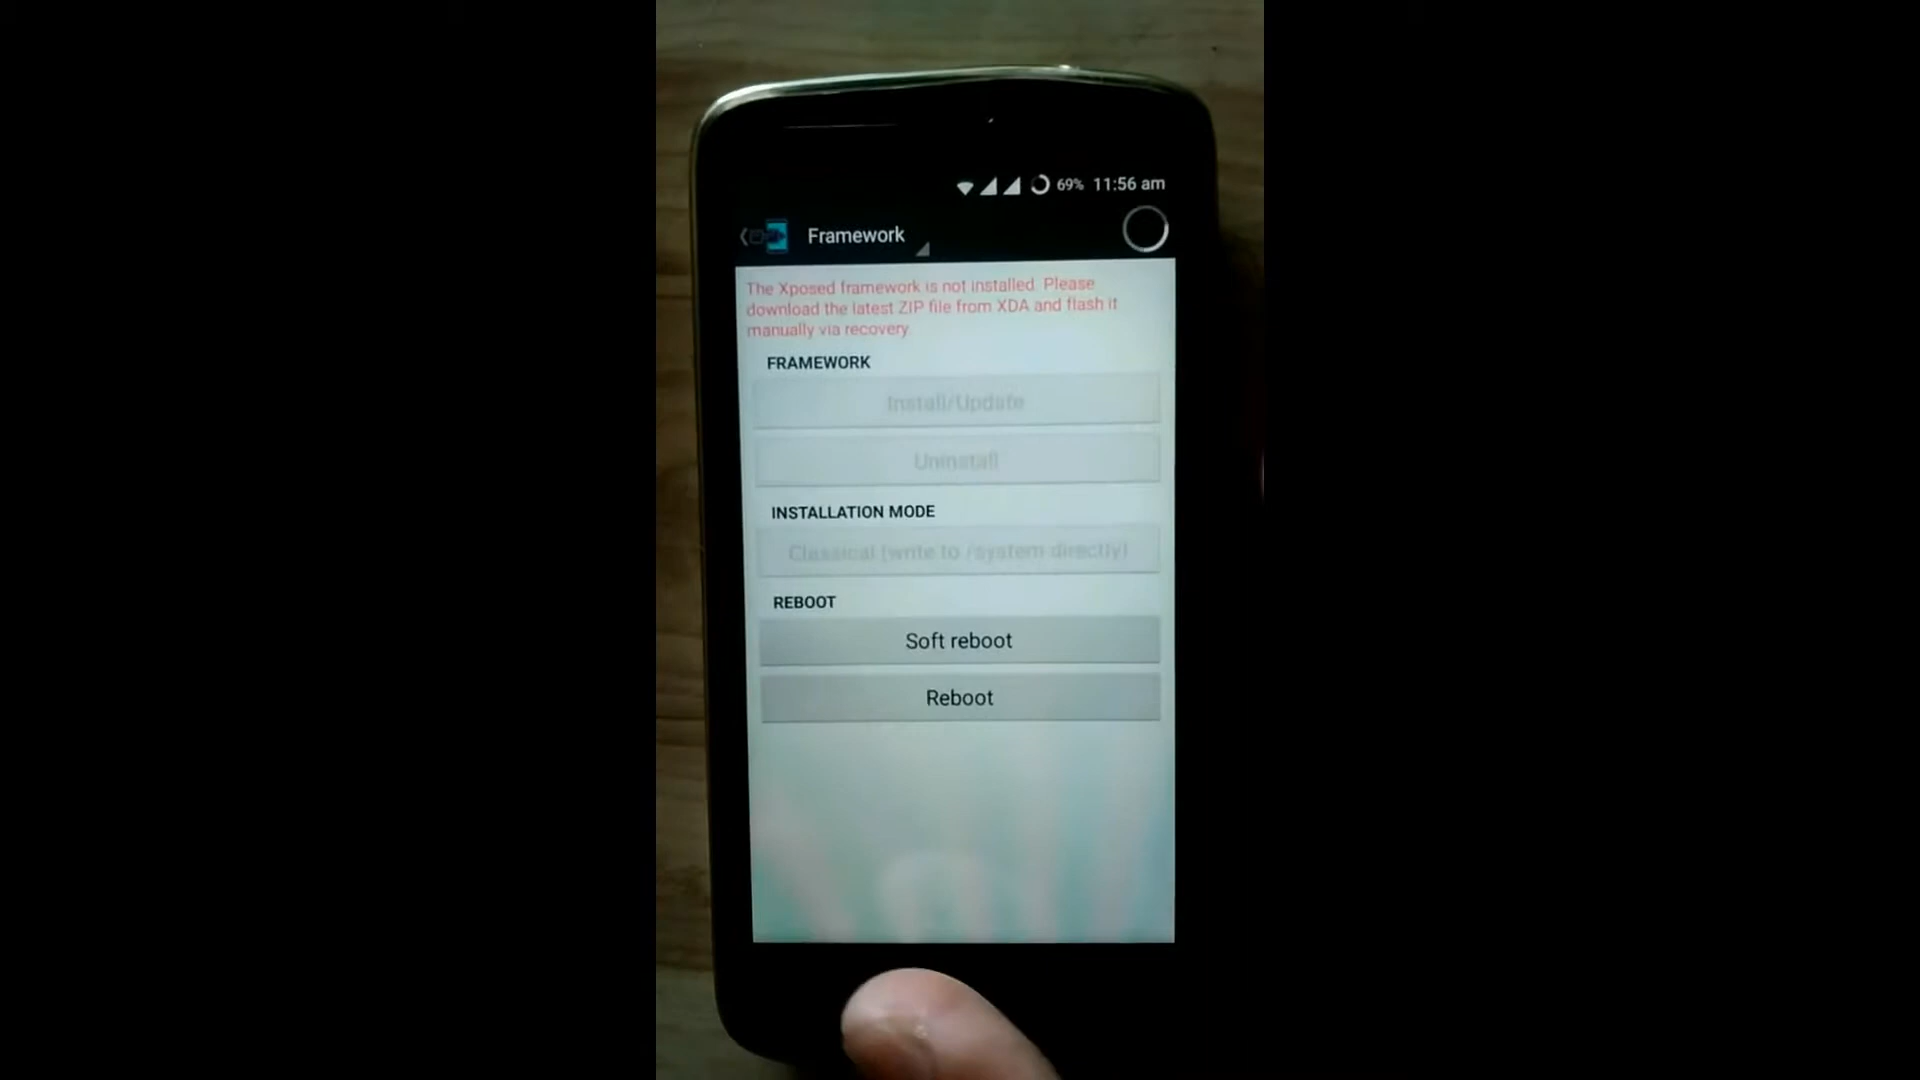 69% 11:56 am
Framework
The Xposed framework is not installed. Please
download the latest ZIP file from XDA and flash it
manually via recovery.
FRAMEWORK
Install/Update
Uninstall
INSTALLATION MODE
Classical (write to /system directly)
REBOOT
Soft reboot
Reboot